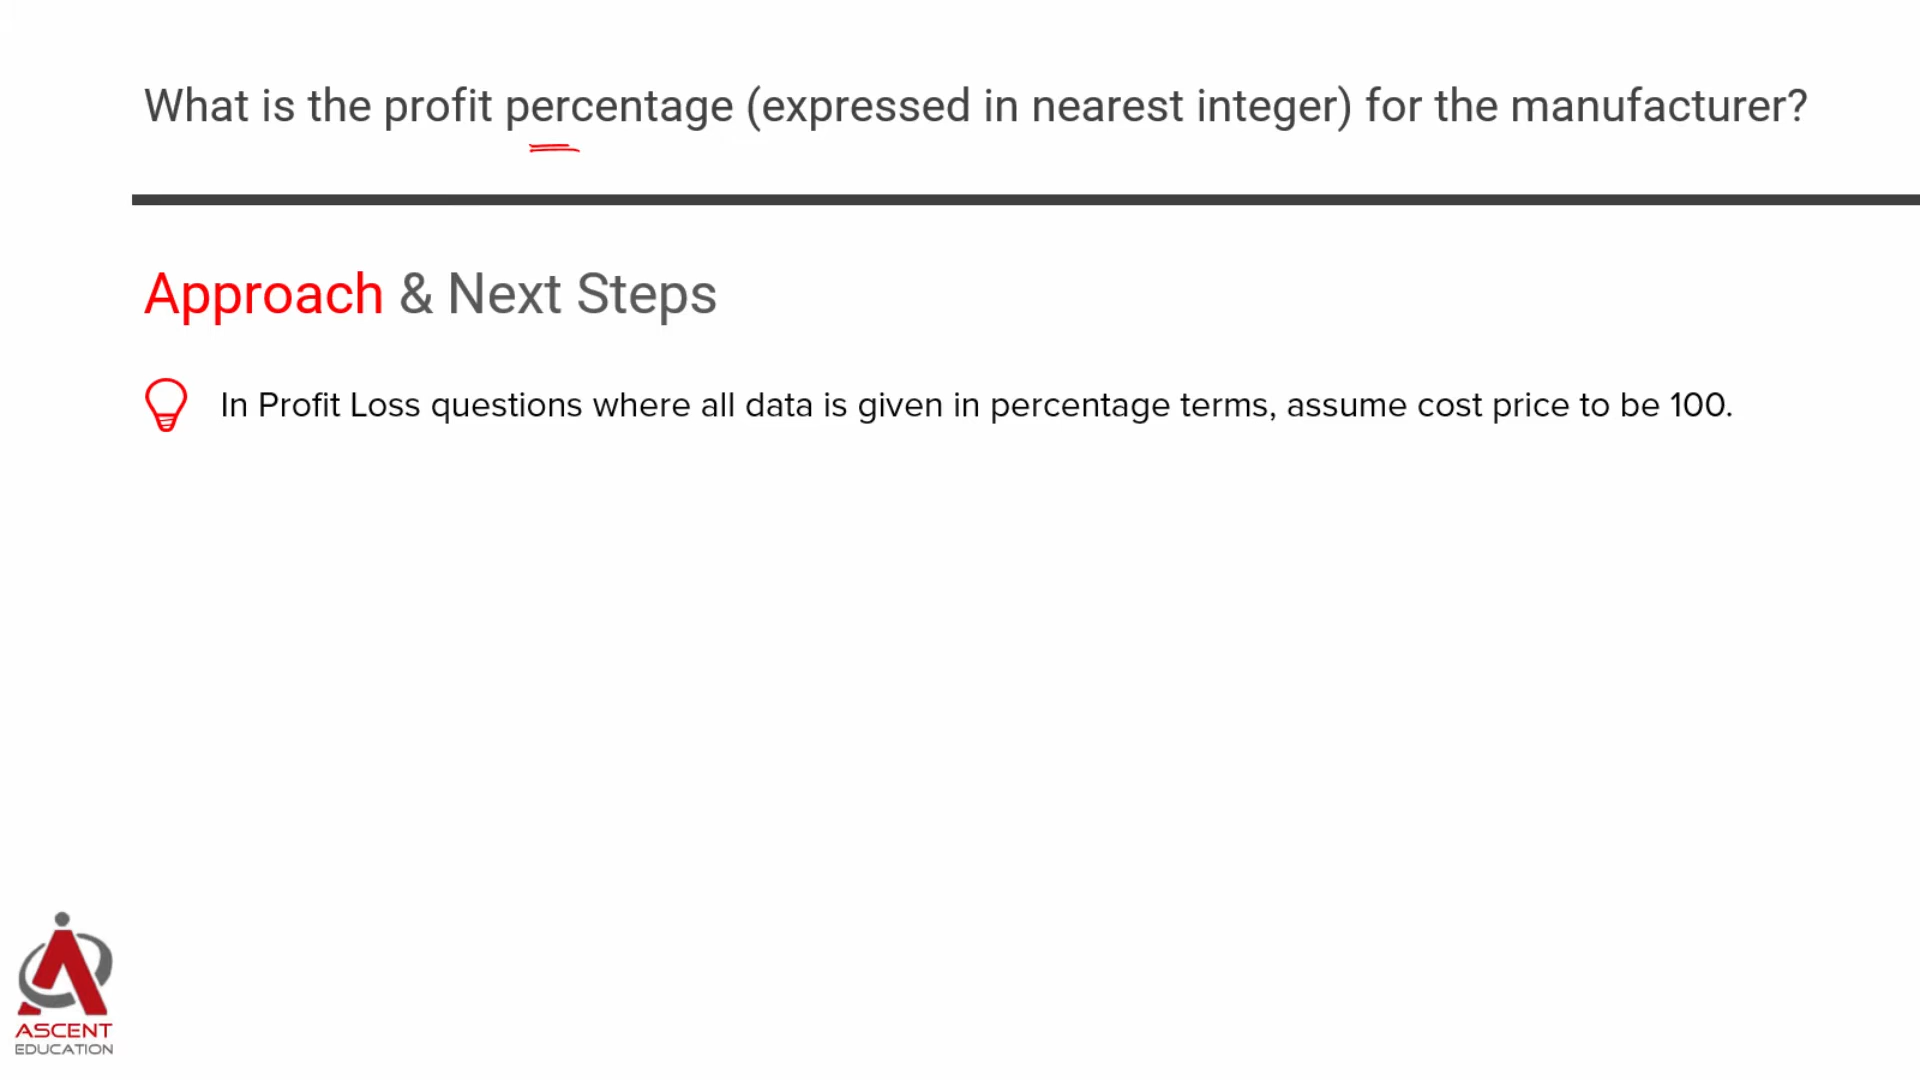 What is the profit percentage (expressed in nearest integer) for the manufacturer?
Approach & Next Steps
In Profit Loss questions where all data is given in percentage terms, assume cost price to be 100.
ASCENT
EDUCATION